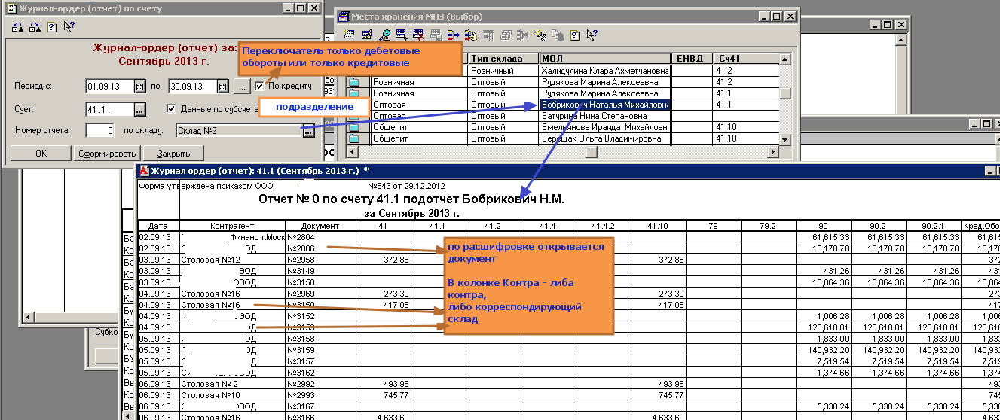 Журнал-ордер (отчет) по счету
Журнал-ордер (отчет) за:
Сентябрь 2013 г.
Период с:
01.09.13
по:
30.09.13
...
По кредиту
Счет:
41 .1 .
...
Данные по субсчета
Номер отчета:
0
по складу:
Склад №2
...
OK
Сформировать
Закрыть
Переключатель только дебетовые
обороты или только кредитовые
подразделение
Места хранения МПЗ (Выбор)
Тип склада МОЛ ЕНВД Сч41
Розничный Халидулина Клара Ахметчановна 41.2
Розничная Оптовый Рудякова Марина Алексеевна 41.2
Розничная Оптовый Рудякова Марина Алексеевна 41.1
Оптовая Оптовый Бобрикович Наталья Михайловна 41.1
Оптовая Оптовый Батурина Нина Степановна
Общепит Оптовый Емельянова Ираида Михайловн 41.10
Общепит Оптовый Верещак Ольга Владимировна 41.10
Субко
Журнал ордер (отчет): 41.1 (Сентябрь 2013 г.) *
Форма утверждена приказом ООО №843 от 29.12.2012
Отчет № 0 по счету 41.1 подотчет Бобрикович Н.М.
за Сентябрь 2013 г.
Дата Контрагент Документ 41 41.1 41.2 41.4 41.4.2 41.10 79 79.2 90 90.2 90.2.1 Кред.Обо
02.09.13 Финанс г.Моск №2804 61,615.33 61,615.33 61,615.33 61,615
02.09.13 ОД №2806 13,178.78 13,178.78 13,178.78 13,178
03.09.13 Столовая №12 №2958 372.88 372.88 372
03.09.13 ВОД №3149 431.26 431.26 431.26 431
03.09.13 ОВОД №3150 16,864.36 16,864.36 16,864.36 16,864
04.09.13 Столовая №16 №2969 273.30 273.30 273
04.09.13 Столовая №16 №3150 417.05 417.05 417
04.09.13 ВОД №3152 1,006.28 1,006.28 1,006.28 1,006
04.09.13 №3153 120,618.01 120,618.01 120,618.01 120,618
05.09.13 ОД №3158 1,833.00 1,833.00 1,833.00 1,833
05.09.13 ОД №3159 140,932.20 140,932.20 140,932.20 140,932
05.09.13 №3157 7,519.54 7,519.54 7,519.54 7,519
05.09.13 ВОД №3162 1,374.66 1,374.66 1,374.66 1,374
06.09.13 Столовая № 2 №2992 493.98 493.98 493
06.09.13 Столовая №10 №2993 745.77 745.77 745
06.09.13 ВОД №3167 5,338.24 5,338.24 5,338.24 5,338
06.09.13 Столовая №16 №3166 4,633.60 4,633.60
по расшифровке открывается
документ
В колонке Контра - либа
контра,
либо корреспондирующий
склад